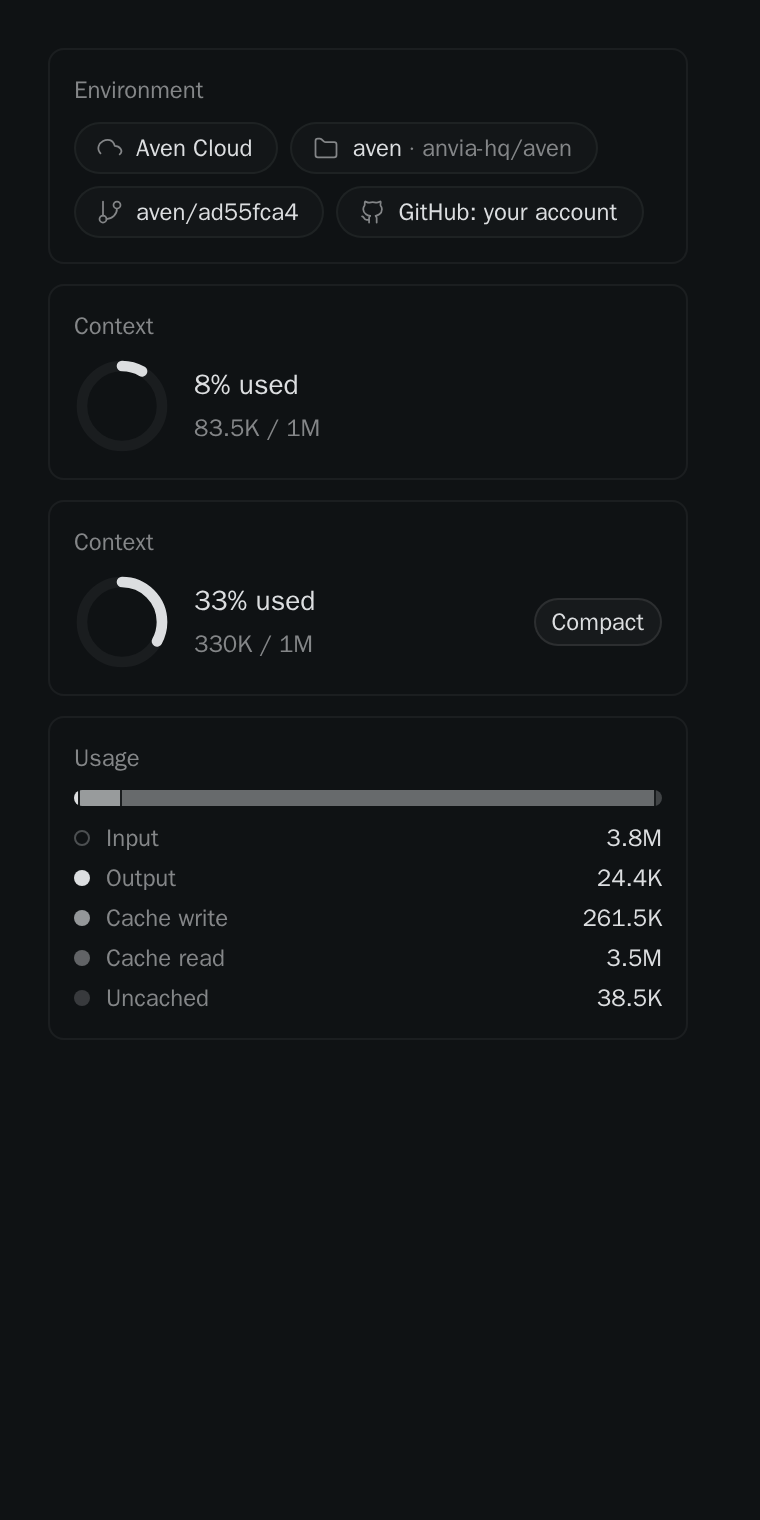 Environment
Aven Cloud
aven · anvia-hq/aven
aven/ad55fca4
GitHub: your account
Context
8% used
83.5K / 1M
Context
33% used
330K / 1M
Compact
Usage
Input 3.8M
Output 24.4K
Cache write 261.5K
Cache read 3.5M
Uncached 38.5K